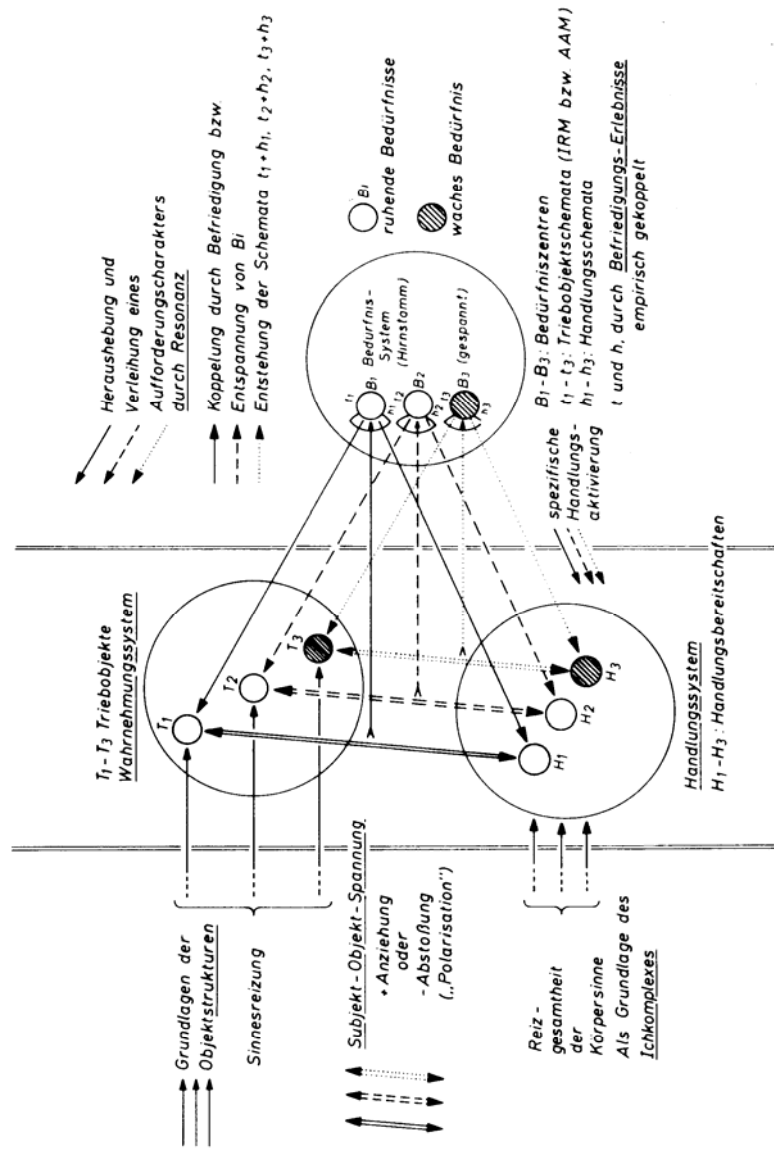 Reiz-
gesamtheit
der
Körpersinne
Als Grundlage des
Ichkomplexes
Subjekt-Objekt-Spannung
+ Anziehung
oder
- Abstoßung
(„Polarisation")
Grundlagen der
Objektstrukturen
Sinnesreizung
Handlungssystem
H₁-H₃: Handlungsbereitschaften
H₁
H₂
H₃
T₁-T₃ Triebobjekte
Wahrnehmungssystem
T₁
T₂
T₃
spezifische
Handlungs-
aktivierung
t₁
B₁
h₁
Bedürfnis-
System
(Hirnstamm)
t₂
B₂
h₂
t₃
B₃ (gespannt)
h₃
Heraushebung und
Verleihung eines
Aufforderungscharakters
durch Resonanz
Koppelung durch Befriedigung bzw.
Entspannung von Bi
Entstehung der Schemata t₁+h₁, t₂+h₂, t₃+h₃
Bi
ruhende Bedürfnisse
waches Bedürfnis
B₁-B₃: Bedürfniszentren
t₁-t₃: Triebobjektschemata (IRM bzw. AAM)
h₁-h₃: Handlungsschemata
t und h, durch Befriedigungs-Erlebnisse
empirisch gekoppelt